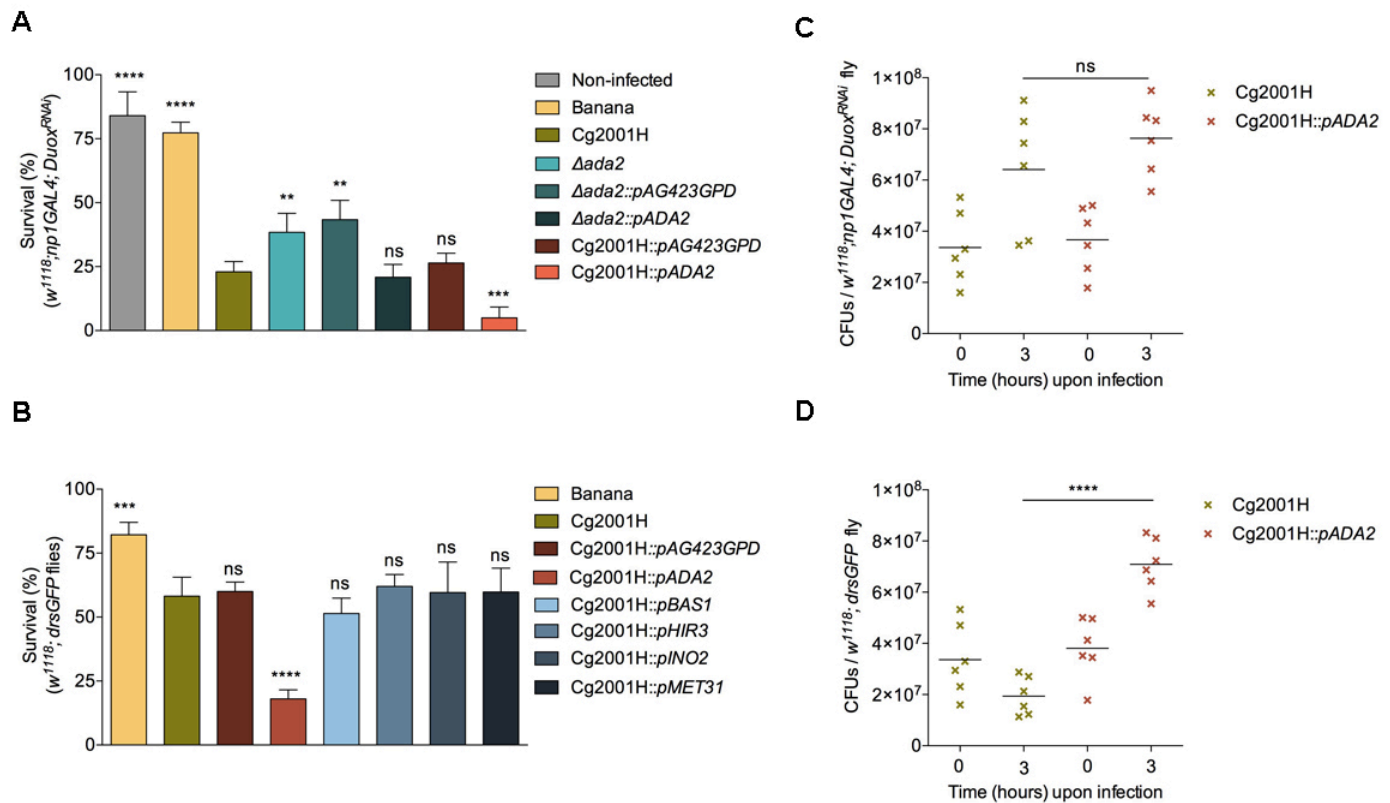 A
Survival (%)
(w1118;np1GAL4; DuoxRNAi)
100
75
50
25
0
****
****
**
**
ns
ns
***
Non-infected
Banana
Cg2001H
Δada2
Δada2::pAG423GPD
Δada2::pADA2
Cg2001H::pAG423GPD
Cg2001H::pADA2
B
Survival (%)
(w1118; drsGFP flies)
100
75
50
25
0
***
ns
****
ns
ns
ns
ns
Banana
Cg2001H
Cg2001H::pAG423GPD
Cg2001H::pADA2
Cg2001H::pBAS1
Cg2001H::pHIR3
Cg2001H::pINO2
Cg2001H::pMET31
C
CFUs / w1118;np1GAL4; DuoxRNAi fly
1×10⁸
8×10⁷
6×10⁷
4×10⁷
2×10⁷
0
ns
0 3 0 3
Time (hours) upon infection
Cg2001H
Cg2001H::pADA2
D
CFUs / w1118; drsGFP fly
1×10⁸
8×10⁷
6×10⁷
4×10⁷
2×10⁷
0
****
0 3 0 3
Time (hours) upon infection
Cg2001H
Cg2001H::pADA2